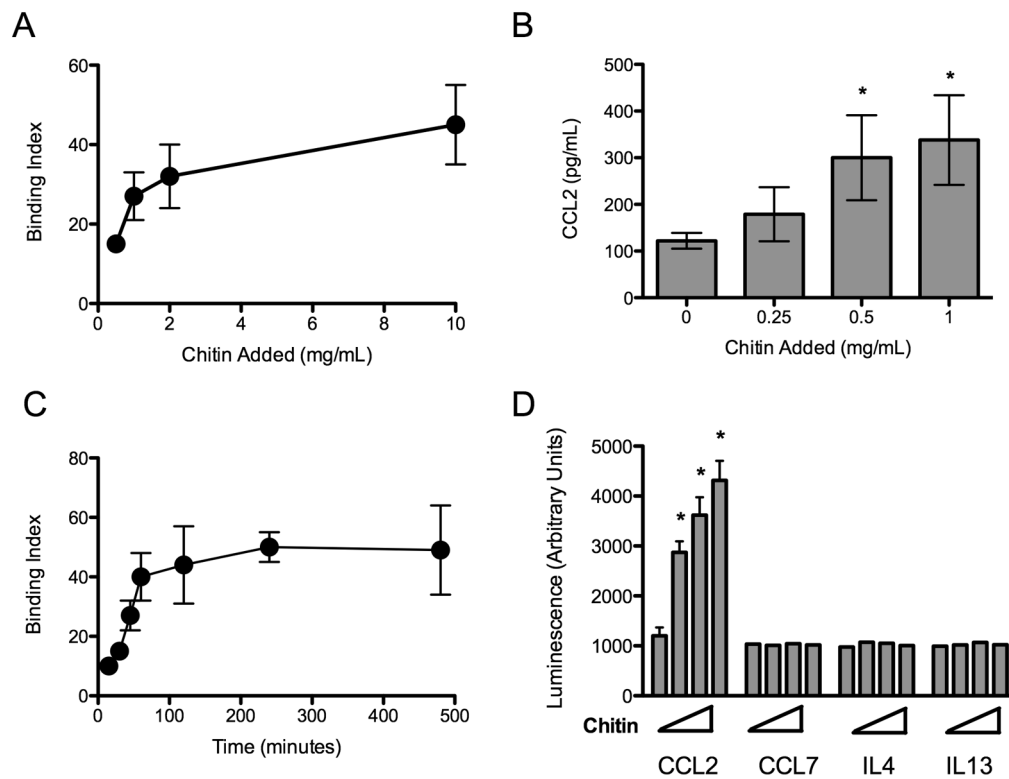 A
60
40
20
0
Binding Index
0 2 4 6 8 10
Chitin Added (mg/mL)
B
500
400
300
200
100
0
CCL2 (pg/mL)
* *
0 0.25 0.5 1
Chitin Added (mg/mL)
C
80
60
40
20
0
Binding Index
0 100 200 300 400 500
Time (minutes)
D
5000
4000
3000
2000
1000
0
Luminescence (Arbitrary Units)
* * *
Chitin
CCL2 CCL7 IL4 IL13